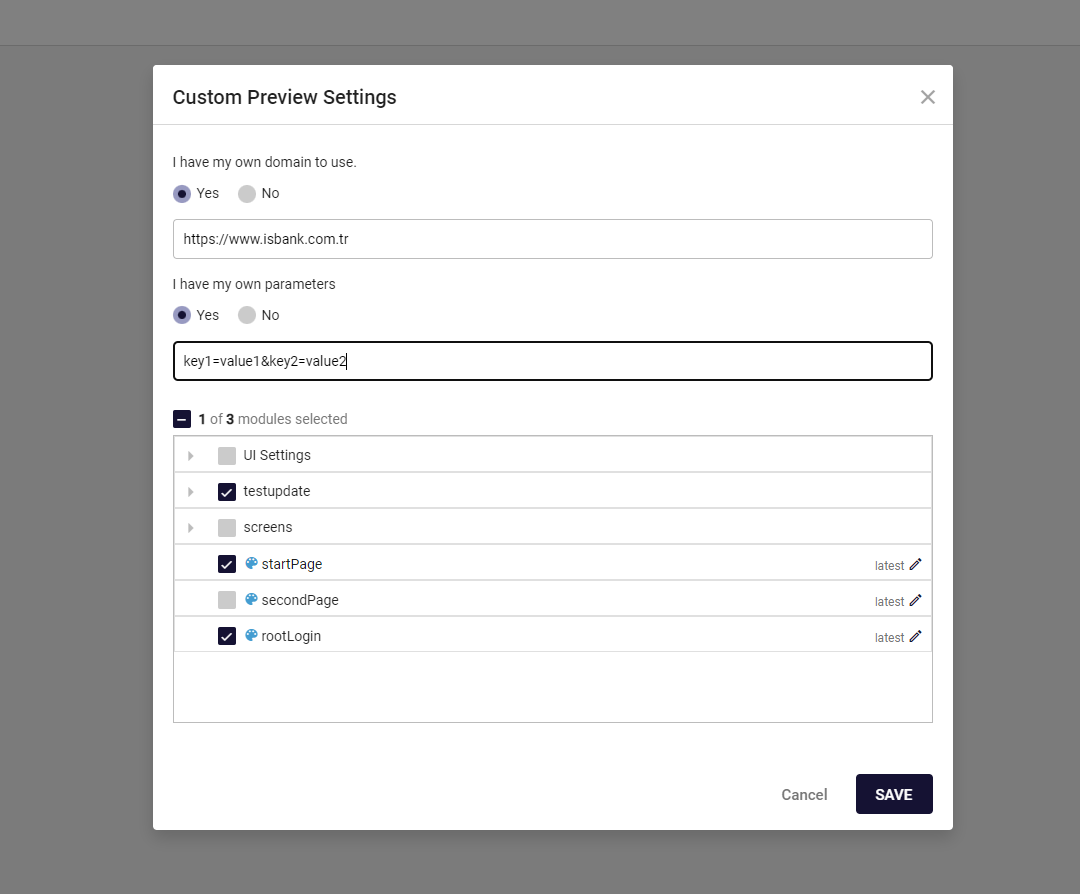 Custom Preview Settings
I have my own domain to use.
Yes No
https://www.isbank.com.tr
I have my own parameters
Yes No
key1=value1&key2=value2
1 of 3 modules selected
UI Settings
testupdate
screens
startPage latest
secondPage latest
rootLogin latest
Cancel SAVE